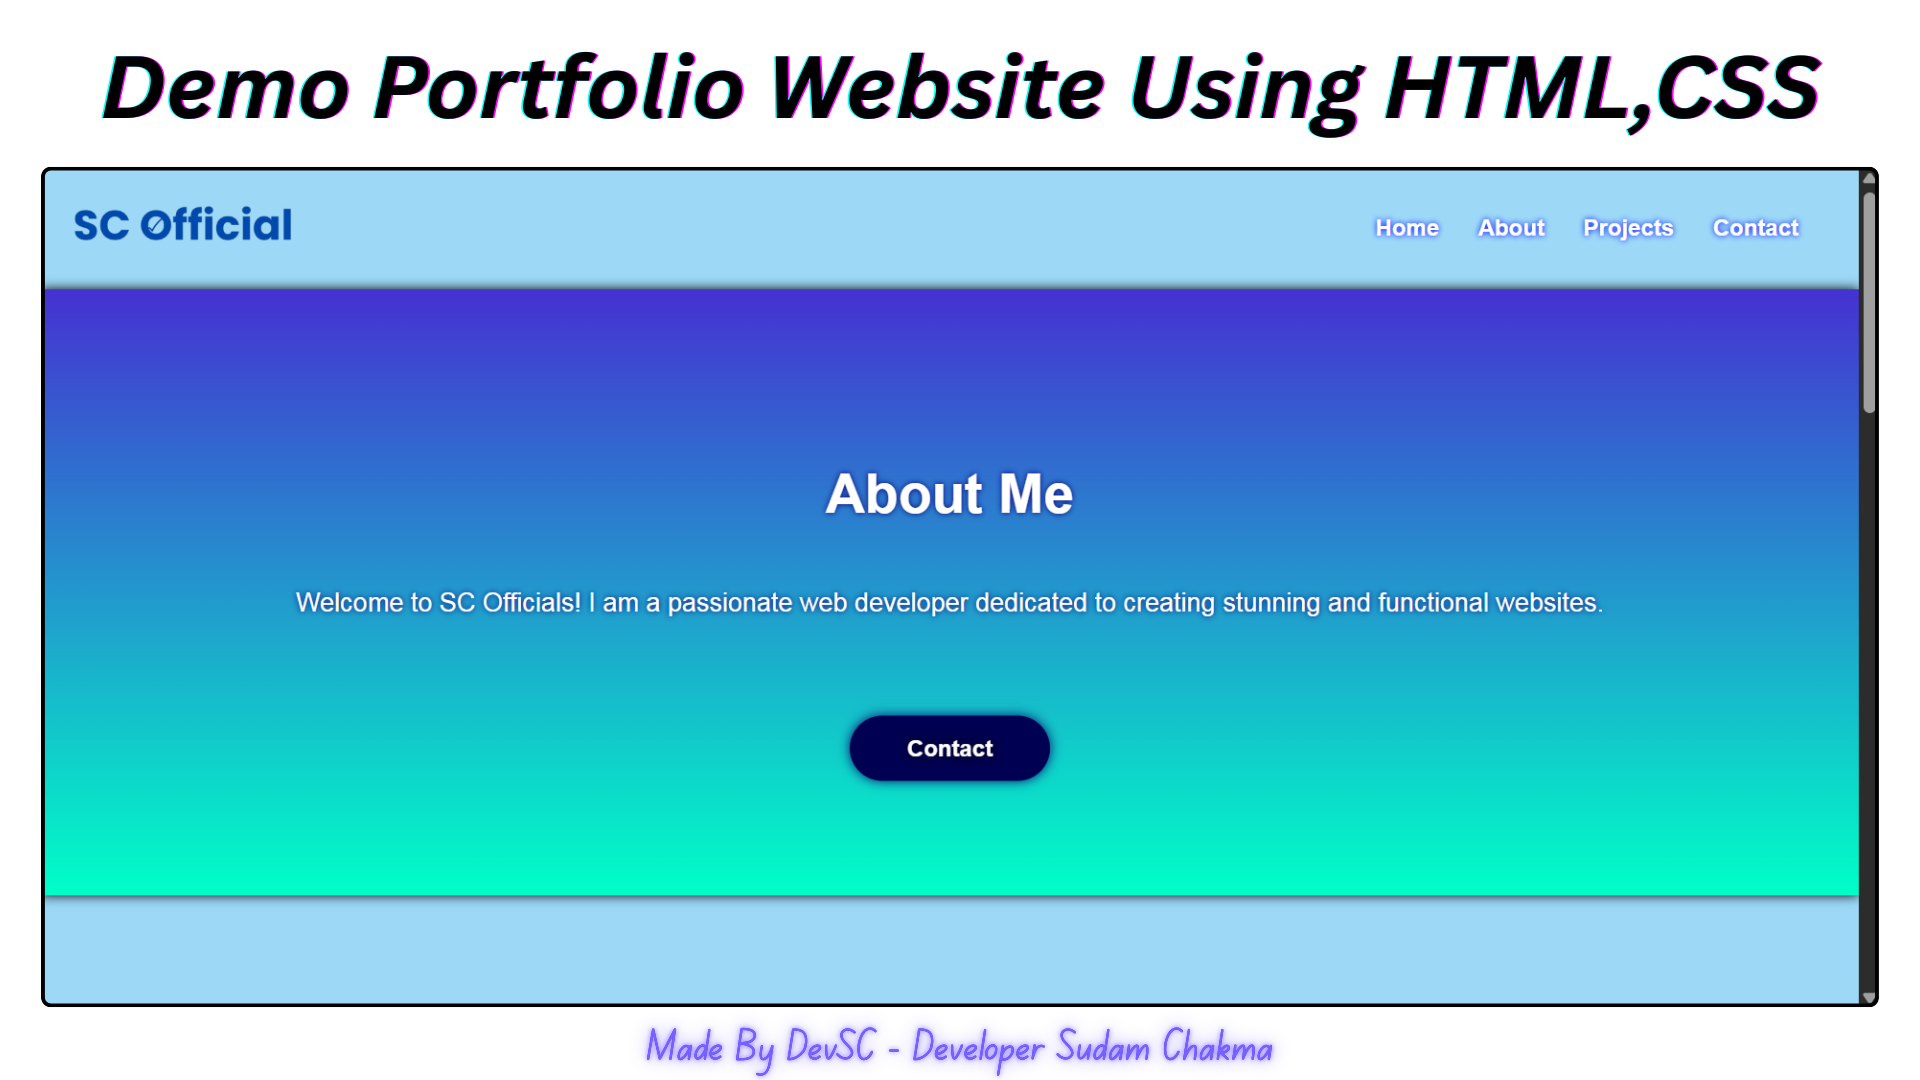 Demo Portfolio Website Using HTML,CSS
SC Official
Home About Projects Contact
About Me
Welcome to SC Officials! I am a passionate web developer dedicated to creating stunning and functional websites.
Contact
Made By DevSC - Developer Sudam Chakma